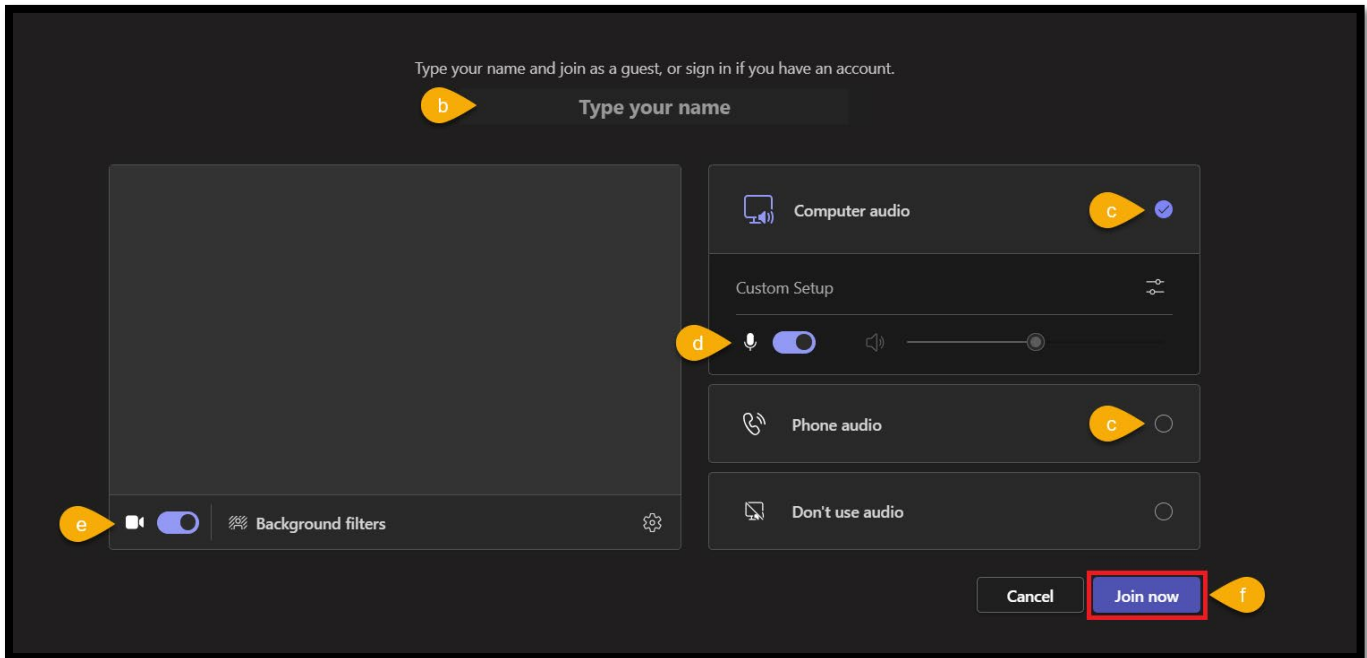 Type your name and join as a guest, or sign in if you have an account.
b
Type your name
Computer audio
c
Custom Setup
d
Phone audio
c
e
Background filters
Don't use audio
Cancel
Join now
f